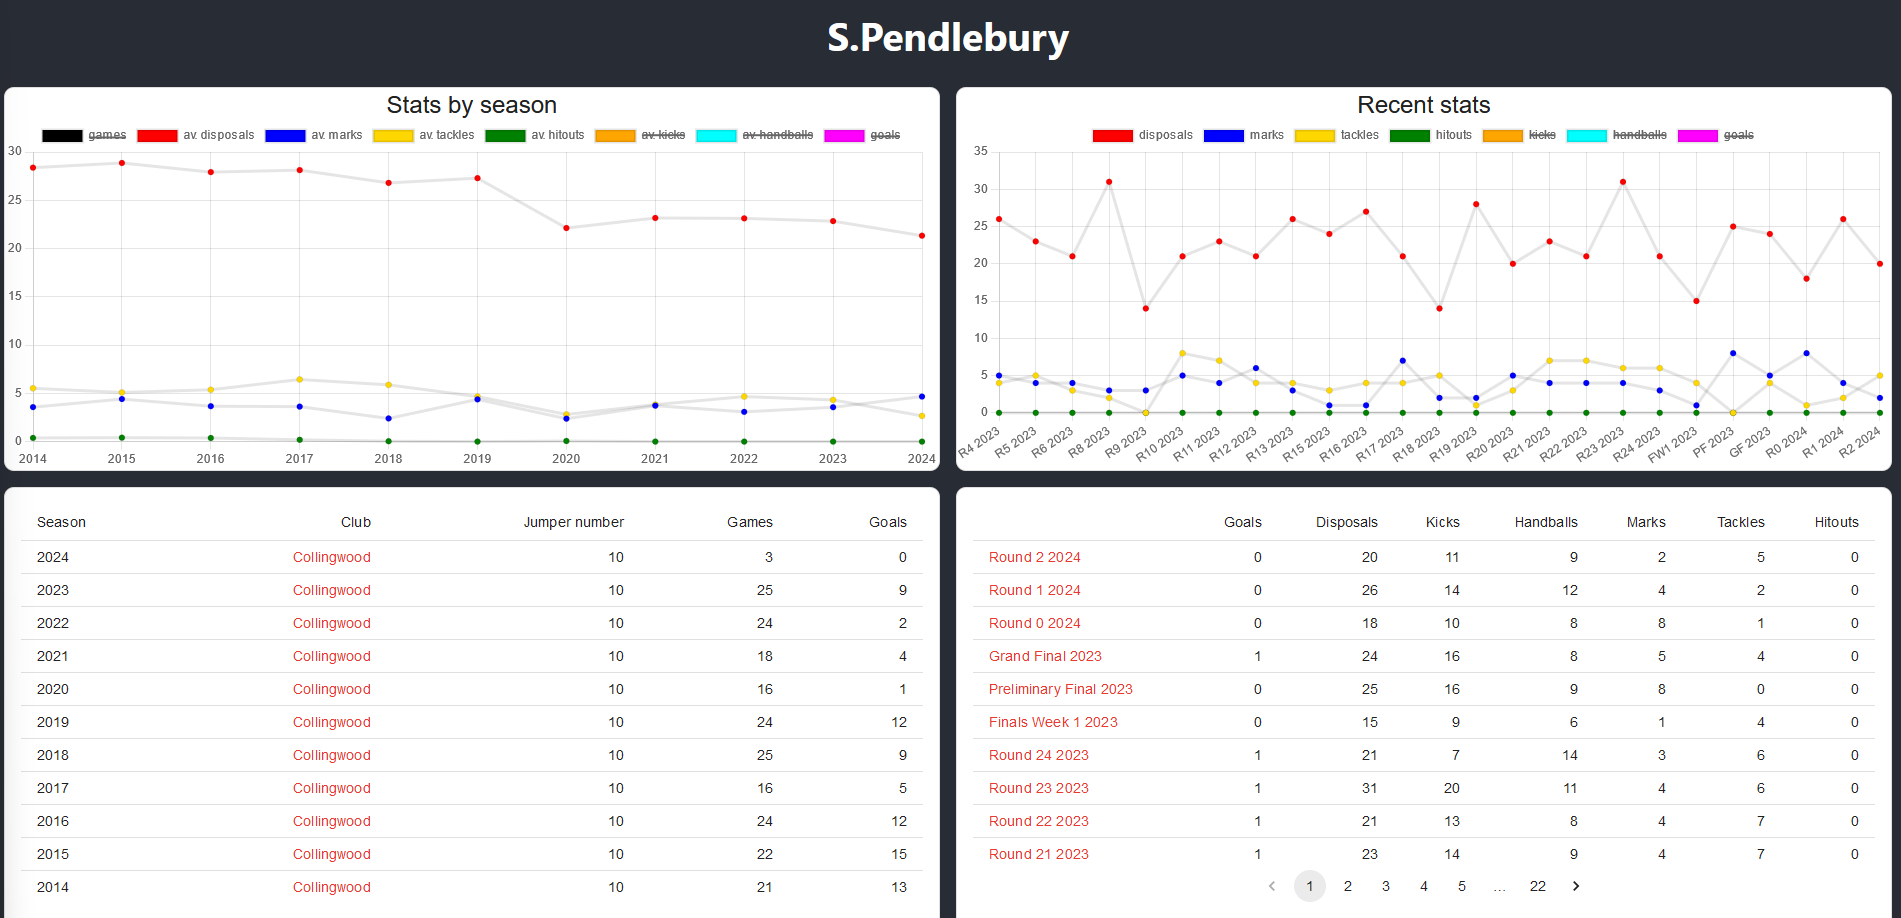 S.Pendlebury
Stats by season
games av. disposals av. marks av. tackles av. hitouts av. kicks av. handballs goals
30
25
20
15
10
5
0
2014 2015 2016 2017 2018 2019 2020 2021 2022 2023 2024
Recent stats
disposals marks tackles hitouts kicks handballs goals
35
30
25
20
15
10
5
0
R4 2023 R5 2023 R6 2023 R8 2023 R9 2023 R10 2023 R11 2023 R12 2023 R13 2023 R15 2023 R16 2023 R17 2023 R18 2023 R19 2023 R20 2023 R21 2023 R22 2023 R23 2023 R24 2023 FW1 2023 PF 2023 GF 2023 R0 2024 R1 2024 R2 2024
Season Club Jumper number Games Goals
2024 Collingwood 10 3 0
2023 Collingwood 10 25 9
2022 Collingwood 10 24 2
2021 Collingwood 10 18 4
2020 Collingwood 10 16 1
2019 Collingwood 10 24 12
2018 Collingwood 10 25 9
2017 Collingwood 10 16 5
2016 Collingwood 10 24 12
2015 Collingwood 10 22 15
2014 Collingwood 10 21 13
Goals Disposals Kicks Handballs Marks Tackles Hitouts
Round 2 2024 0 20 11 9 2 5 0
Round 1 2024 0 26 14 12 4 2 0
Round 0 2024 0 18 10 8 8 1 0
Grand Final 2023 1 24 16 8 5 4 0
Preliminary Final 2023 0 25 16 9 8 0 0
Finals Week 1 2023 0 15 9 6 1 4 0
Round 24 2023 1 21 7 14 3 6 0
Round 23 2023 1 31 20 11 4 6 0
Round 22 2023 1 21 13 8 4 7 0
Round 21 2023 1 23 14 9 4 7 0
1 2 3 4 5 … 22